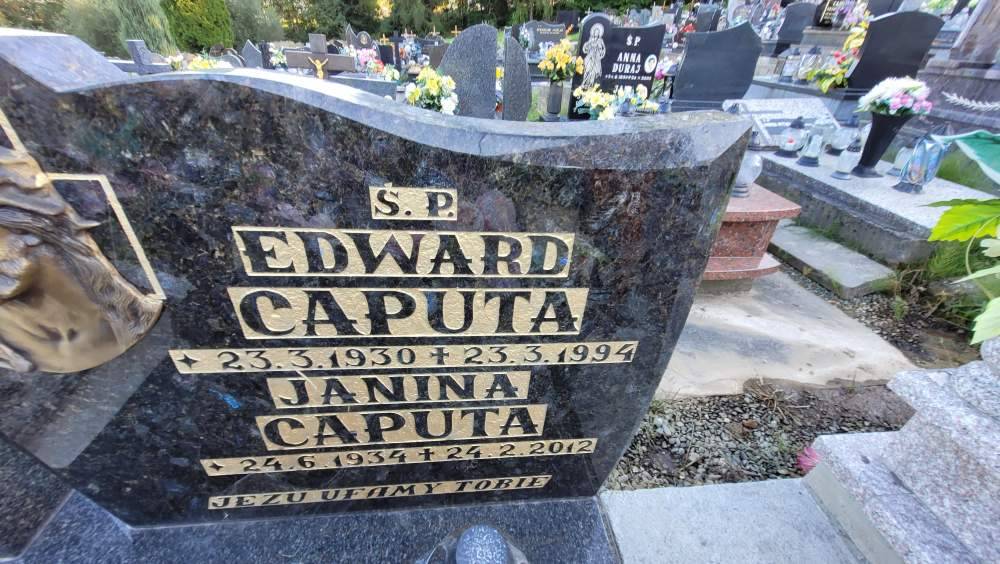 Ś.P.
EDWARD
CAPUTA
23.3.1930 + 23.3.1994
JANINA
CAPUTA
24.6.1934 + 24.2.2012
JEZU UFAMY TOBIE
Ś.P.
ANNA
DURAJ